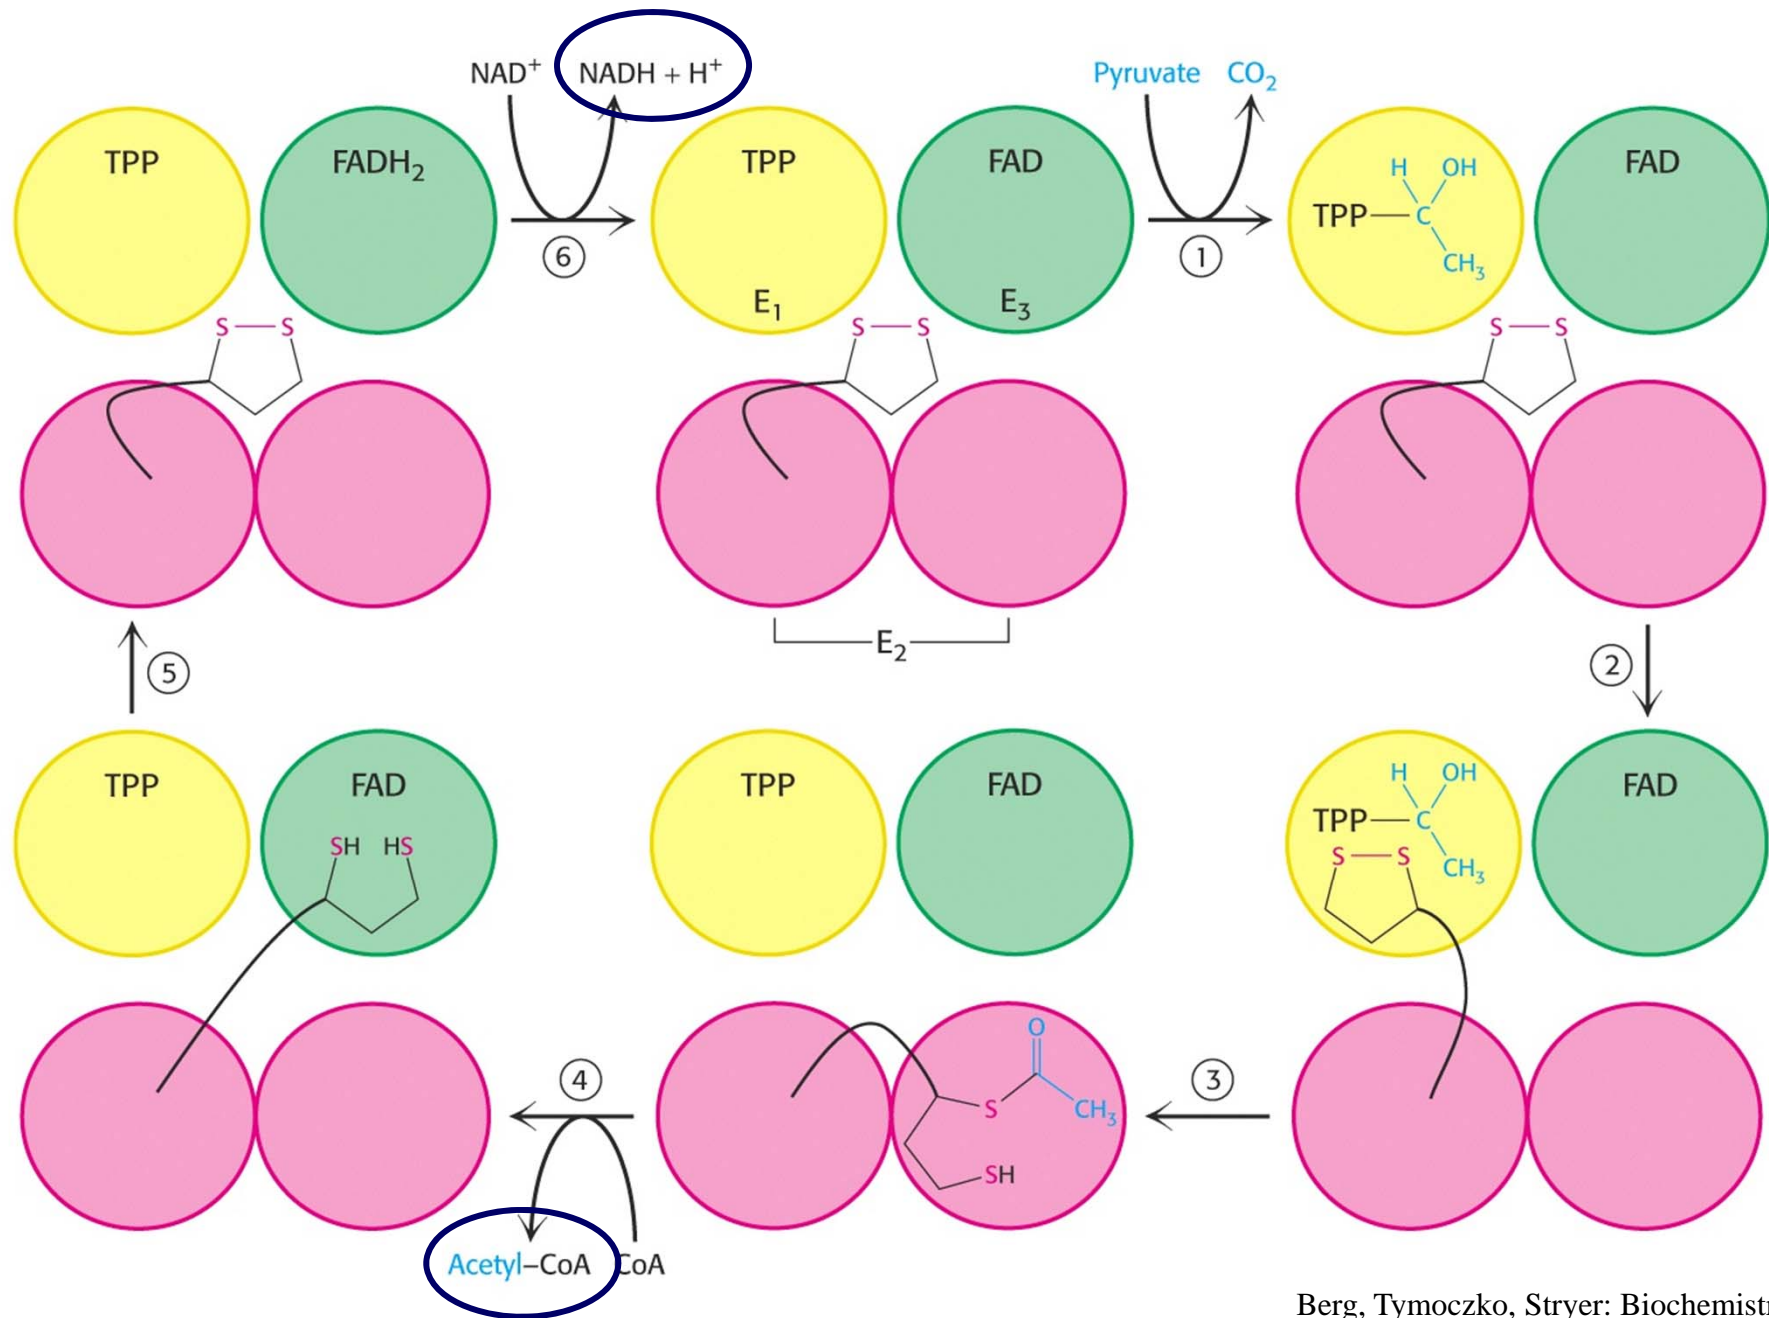 NAD⁺ NADH + H⁺ Pyruvate CO₂
TPP FADH₂ TPP FAD H OH FAD
TPP C
CH₃
6 1
E₁ E₃
S S S S S S
E₂
5 2
TPP FAD TPP FAD H OH FAD
TPP C
SH HS S S CH₃
O
4 3
S CH₃
SH
Acetyl–CoA CoA
Berg, Tymoczko, Stryer: Biochemistr